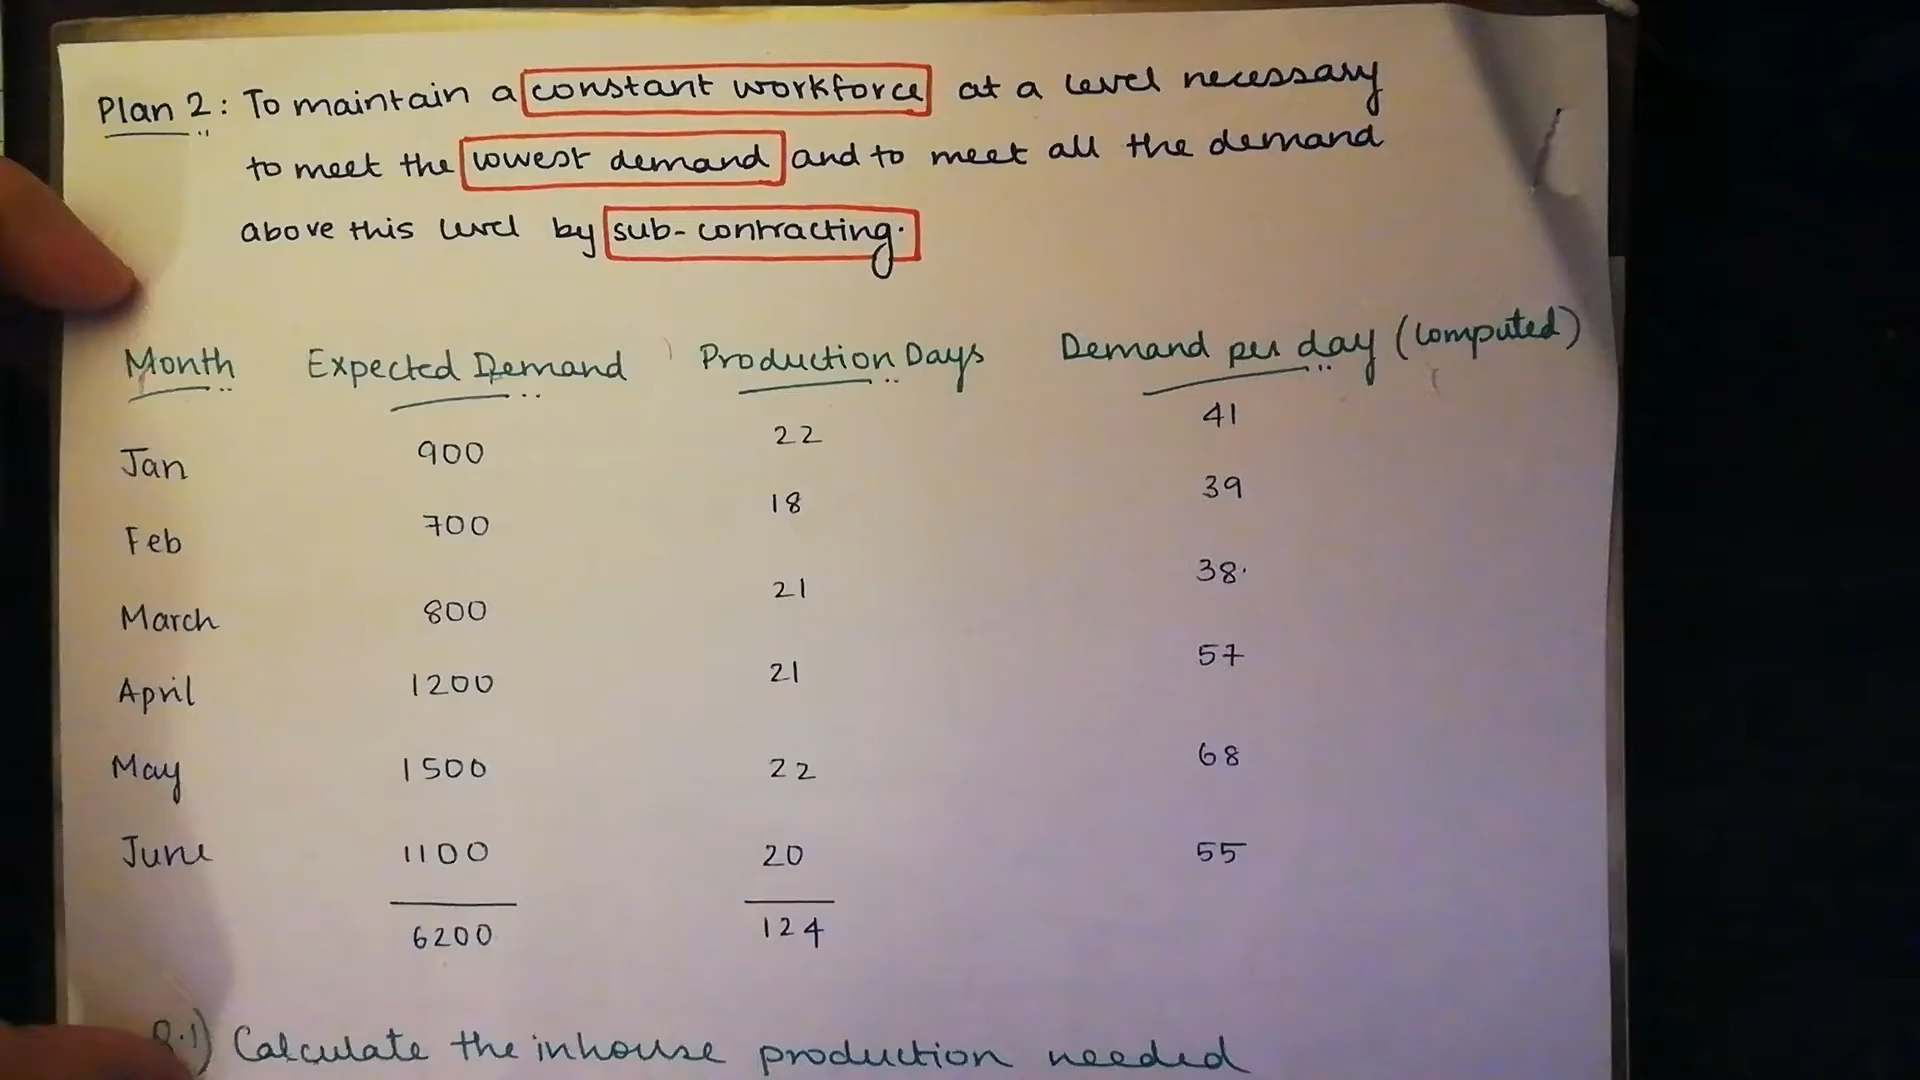 Plan 2: To maintain a constant workforce at a level necessary
to meet the lowest demand and to meet all the demand
above this level by sub-contracting.
Month Expected Demand Production Days Demand per day (computed)
Jan 900 22 41
Feb 700 18 39
March 800 21 38.
April 1200 21 57
May 1500 22 68
June 1100 20 55
6200 124
Q.1) Calculate the inhouse production needed